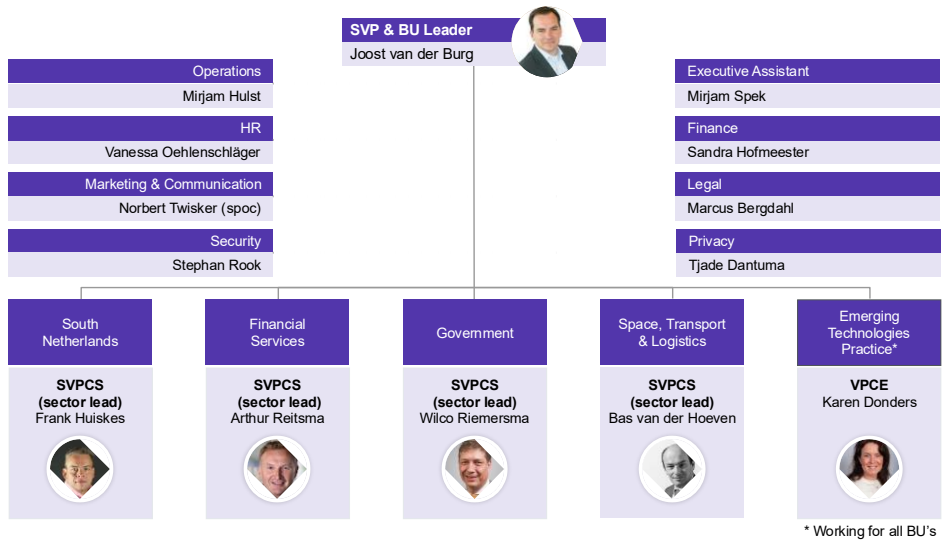 SVP & BU Leader
Joost van der Burg
Operations
Mirjam Hulst
HR
Vanessa Oehlenschläger
Marketing & Communication
Norbert Twisker (spoc)
Security
Stephan Rook
Executive Assistant
Mirjam Spek
Finance
Sandra Hofmeester
Legal
Marcus Bergdahl
Privacy
Tjade Dantuma
South
Netherlands
SVPCS
(sector lead)
Frank Huiskes
Financial
Services
SVPCS
(sector lead)
Arthur Reitsma
Government
SVPCS
(sector lead)
Wilco Riemersma
Space, Transport
& Logistics
SVPCS
(sector lead)
Bas van der Hoeven
Emerging
Technologies
Practice*
VPCE
Karen Donders
* Working for all BU's